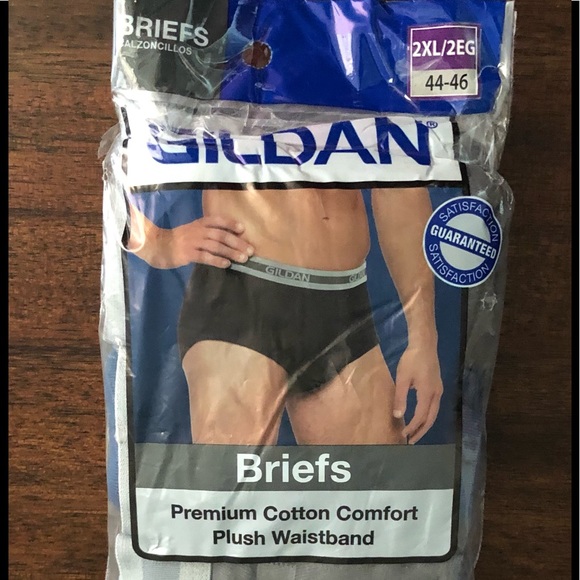 BRIEFS
CALZONCILLOS
2XL/2EG
44-46
GILDAN®
SATISFACTION
GUARANTEED
SATISFACTION
GILDAN
Briefs
Premium Cotton Comfort
Plush Waistband